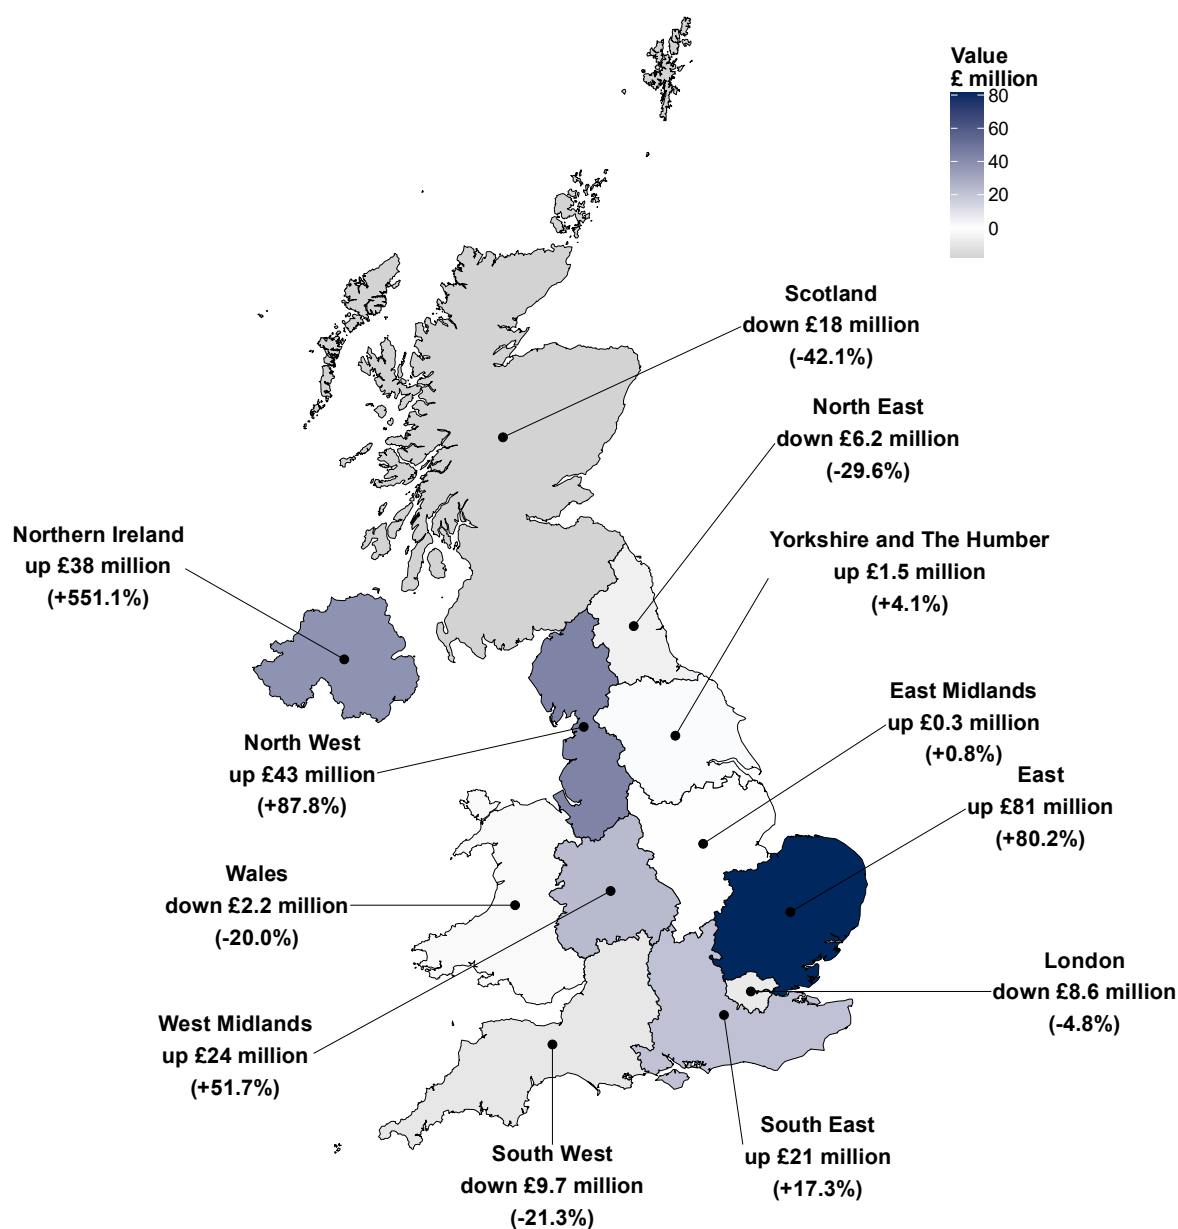 Value
£ million
80
60
40
20
0
Scotland
down £18 million
(-42.1%)
North East
down £6.2 million
(-29.6%)
Northern Ireland
up £38 million
(+551.1%)
Yorkshire and The Humber
up £1.5 million
(+4.1%)
East Midlands
up £0.3 million
(+0.8%)
North West
up £43 million
(+87.8%)
East
up £81 million
(+80.2%)
Wales
down £2.2 million
(-20.0%)
London
down £8.6 million
(-4.8%)
West Midlands
up £24 million
(+51.7%)
South East
up £21 million
(+17.3%)
South West
down £9.7 million
(-21.3%)